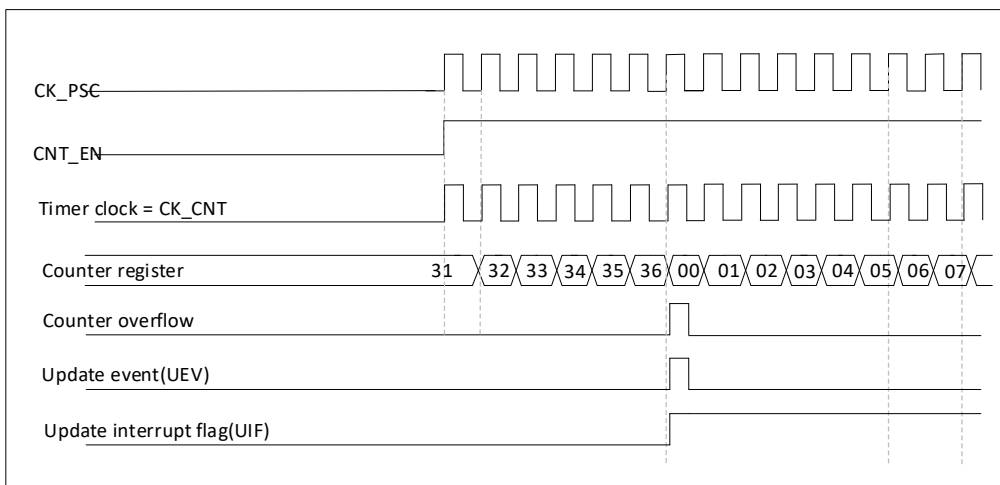 CK_PSC
CNT_EN
Timer clock = CK_CNT
Counter register 31 32 33 34 35 36 00 01 02 03 04 05 06 07
Counter overflow
Update event(UEV)
Update interrupt flag(UIF)